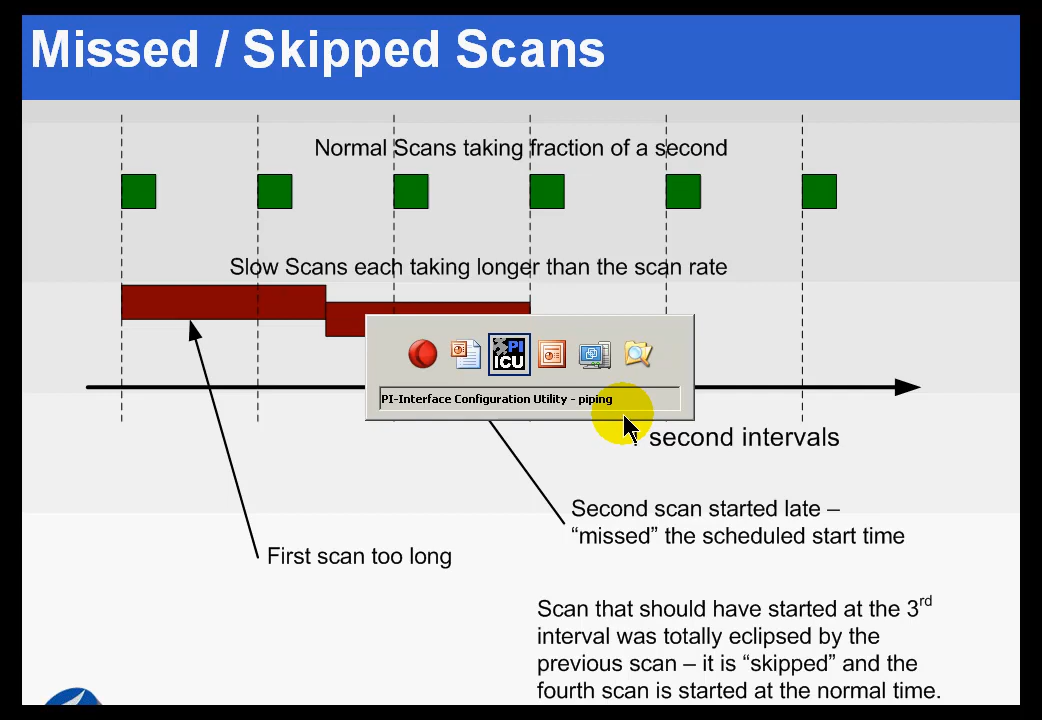 Missed / Skipped Scans
Normal Scans taking fraction of a second
Slow Scans each taking longer than the scan rate
PI
ICU
PI-Interface Configuration Utility - piping
second intervals
Second scan started late –
“missed” the scheduled start time
First scan too long
Scan that should have started at the 3rd
interval was totally eclipsed by the
previous scan – it is “skipped” and the
fourth scan is started at the normal time.